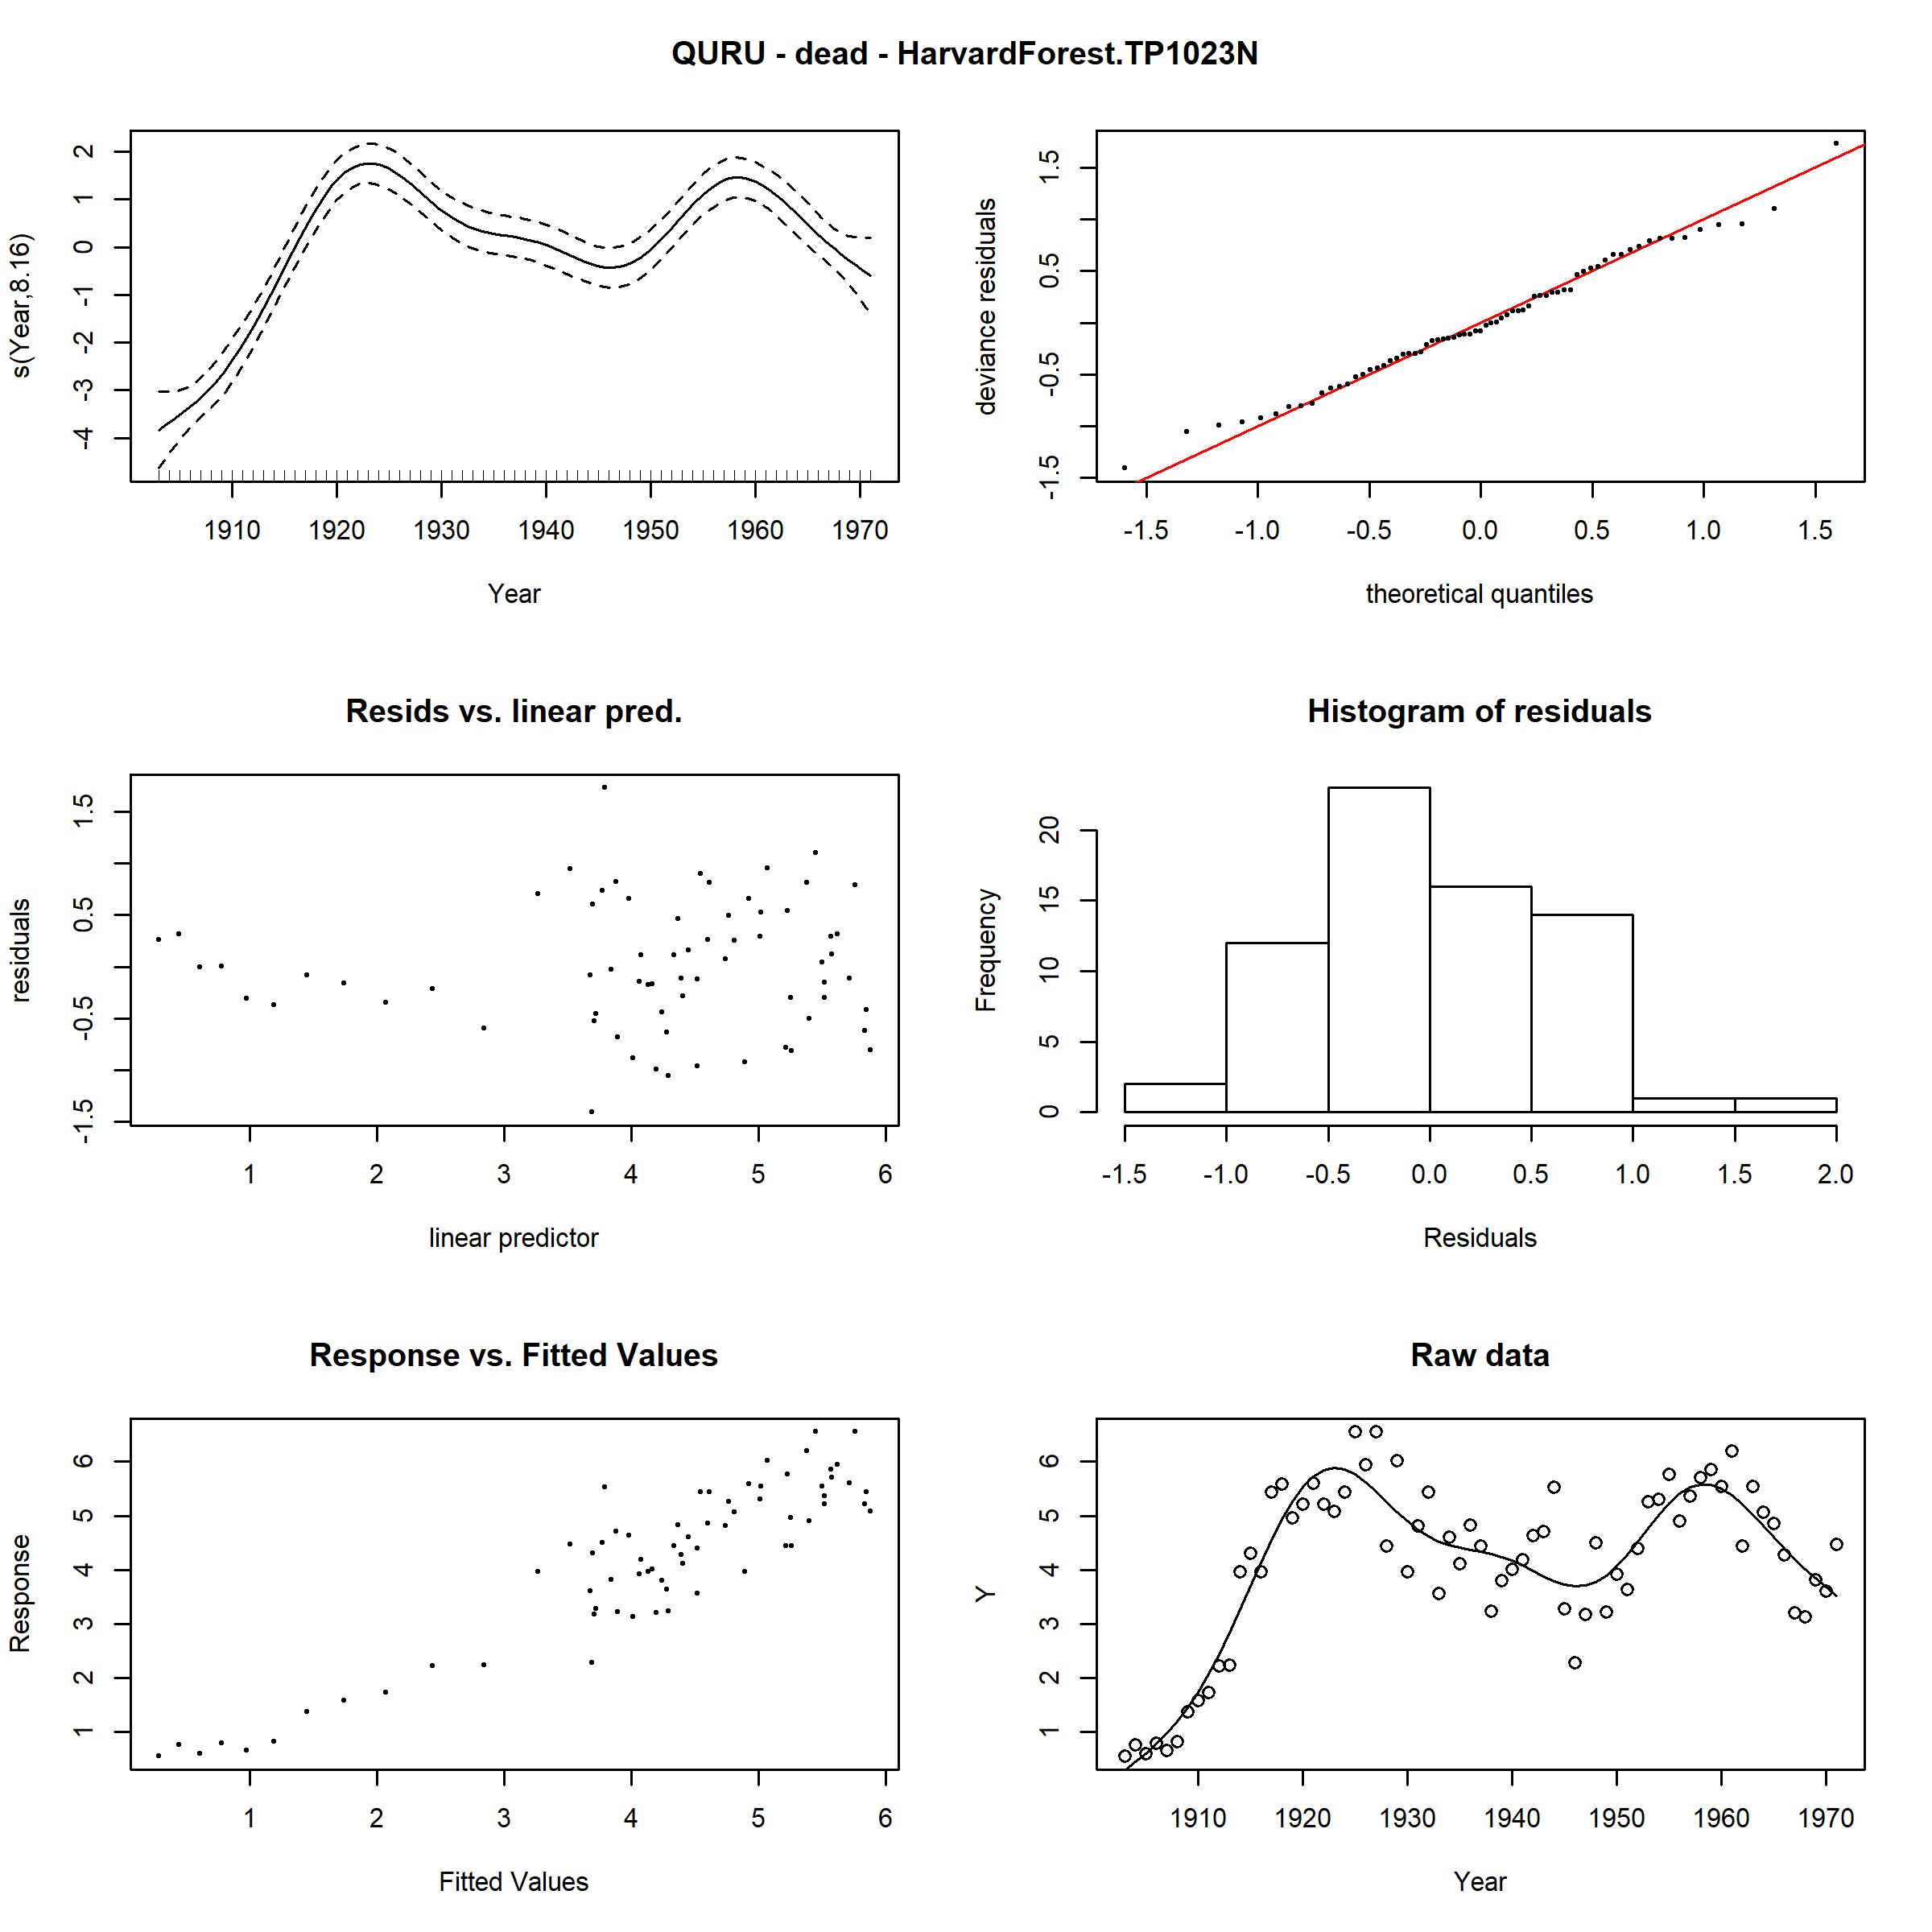 QURU - dead - HarvardForest.TP1023N
s(Year,8.16)
2
1
0
-1
-2
-3
-4
1910 1920 1930 1940 1950 1960 1970
Year
deviance residuals
1.5
0.5
-0.5
-1.5
-1.5 -1.0 -0.5 0.0 0.5 1.0 1.5
theoretical quantiles
Resids vs. linear pred.
residuals
1.5
0.5
-0.5
-1.5
1 2 3 4 5 6
linear predictor
Histogram of residuals
Frequency
20
15
10
5
0
-1.5 -1.0 -0.5 0.0 0.5 1.0 1.5 2.0
Residuals
Response vs. Fitted Values
Response
6
5
4
3
2
1
1 2 3 4 5 6
Fitted Values
Raw data
Y
6
5
4
3
2
1
1910 1920 1930 1940 1950 1960 1970
Year